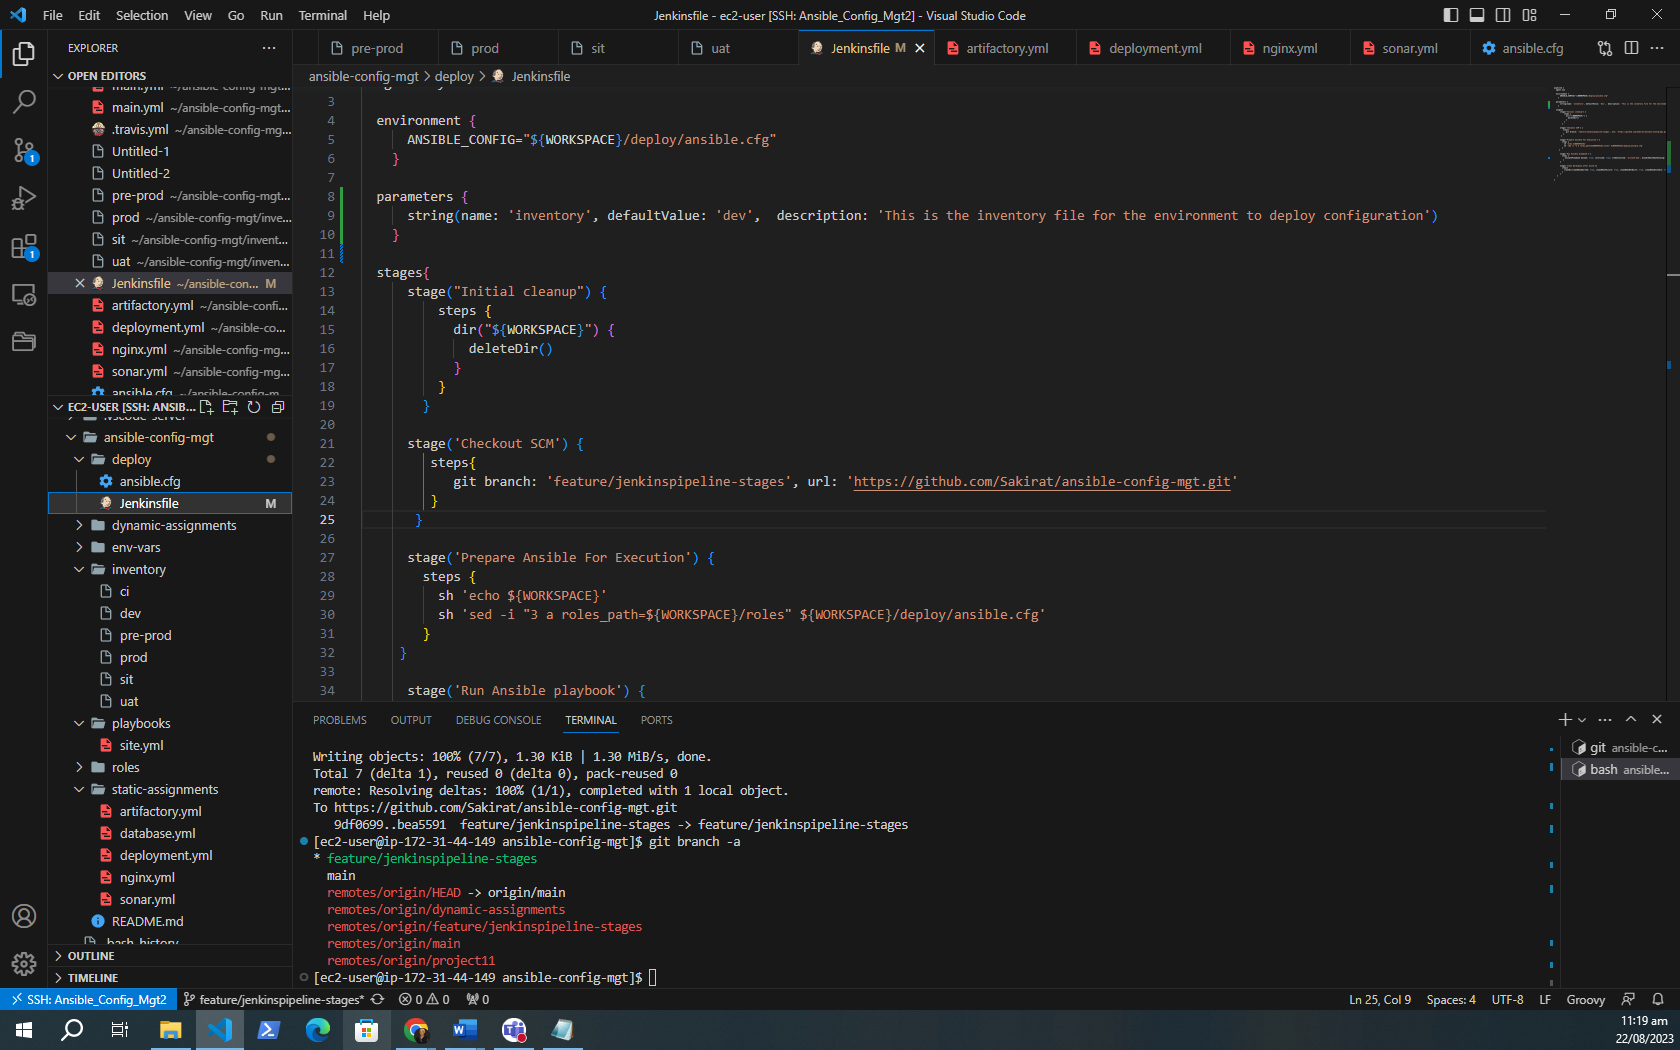 File Edit Selection View Go Run Terminal Help
Jenkinsfile - ec2-user [SSH: Ansible_Config_Mgt2] - Visual Studio Code
EXPLORER
pre-prod prod sit uat Jenkinsfile M artifactory.yml deployment.yml nginx.yml sonar.yml ansible.cfg
ansible-config-mgt > deploy > Jenkinsfile
OPEN EDITORS
main.yml ~/ansible-config-mgt...
main.yml ~/ansible-config-mgt...
.travis.yml ~/ansible-config-mg...
Untitled-1
Untitled-2
pre-prod ~/ansible-config-mgt...
prod ~/ansible-config-mgt/inve...
sit ~/ansible-config-mgt/invent...
uat ~/ansible-config-mgt/inven...
Jenkinsfile ~/ansible-con... M
artifactory.yml ~/ansible-confi...
deployment.yml ~/ansible-co...
nginx.yml ~/ansible-config-mg...
sonar.yml ~/ansible-config-mg...
ansible.cfg ~/ansible-config-m...
EC2-USER [SSH: ANSIB...
.vscode-server
ansible-config-mgt
deploy
ansible.cfg
Jenkinsfile M
dynamic-assignments
env-vars
inventory
ci
dev
pre-prod
prod
sit
uat
playbooks
site.yml
roles
static-assignments
artifactory.yml
database.yml
deployment.yml
nginx.yml
sonar.yml
README.md
.bash_history
OUTLINE
TIMELINE
3
4 environment {
5 ANSIBLE_CONFIG="${WORKSPACE}/deploy/ansible.cfg"
6 }
7
8 parameters {
9 string(name: 'inventory', defaultValue: 'dev',  description: 'This is the inventory file for the environment to deploy configuration')
10 }
11
12 stages{
13 stage("Initial cleanup") {
14 steps {
15 dir("${WORKSPACE}") {
16 deleteDir()
17 }
18 }
19 }
20
21 stage('Checkout SCM') {
22 steps{
23 git branch: 'feature/jenkinspipeline-stages', url: 'https://github.com/Sakirat/ansible-config-mgt.git'
24 }
25 }
26
27 stage('Prepare Ansible For Execution') {
28 steps {
29 sh 'echo ${WORKSPACE}'
30 sh 'sed -i "3 a roles_path=${WORKSPACE}/roles" ${WORKSPACE}/deploy/ansible.cfg'
31 }
32 }
33
34 stage('Run Ansible playbook') {
PROBLEMS OUTPUT DEBUG CONSOLE TERMINAL PORTS
Writing objects: 100% (7/7), 1.30 KiB | 1.30 MiB/s, done.
Total 7 (delta 1), reused 0 (delta 0), pack-reused 0
remote: Resolving deltas: 100% (1/1), completed with 1 local object.
To https://github.com/Sakirat/ansible-config-mgt.git
9df0699..bea5591  feature/jenkinspipeline-stages -> feature/jenkinspipeline-stages
[ec2-user@ip-172-31-44-149 ansible-config-mgt]$ git branch -a
* feature/jenkinspipeline-stages
main
remotes/origin/HEAD -> origin/main
remotes/origin/dynamic-assignments
remotes/origin/feature/jenkinspipeline-stages
remotes/origin/main
remotes/origin/project11
[ec2-user@ip-172-31-44-149 ansible-config-mgt]$
git ansible-c...
bash ansible...
SSH: Ansible_Config_Mgt2 feature/jenkinspipeline-stages* 0 0 0 Ln 25, Col 9 Spaces: 4 UTF-8 LF Groovy
11:19 am
22/08/2023